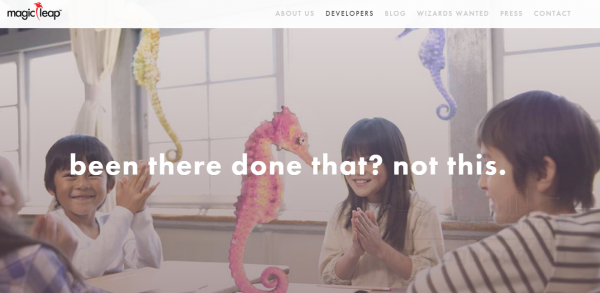 magic leap
ABOUT US DEVELOPERS BLOG WIZARDS WANTED PRESS CONTACT
been there done that? not this.